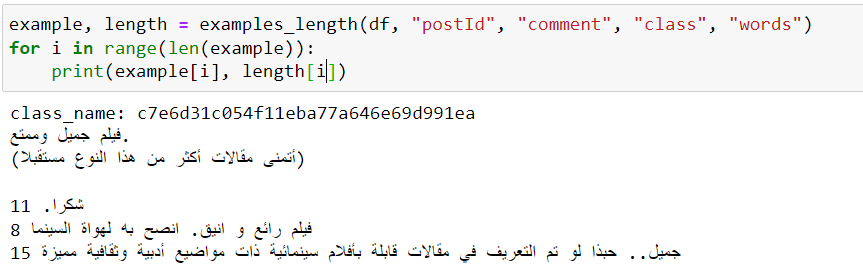 example, length = examples_length(df, "postId", "comment", "class", "words")
for i in range(len(example)):
    print(example[i], length[i])
class_name: c7e6d31c054f11eba77a646e69d991ea
فيلم جميل وممتع.
(أتمنى مقالات أكثر من هذا النوع مستقبلا)
شكرا. 11
فيلم رائع و انيق. انصح به لهواة السينما 8
جميل.. حبذا لو تم التعريف في مقالات قابلة بأفلام سينمائية ذات مواضيع أدبية وثقافية مميزة 15